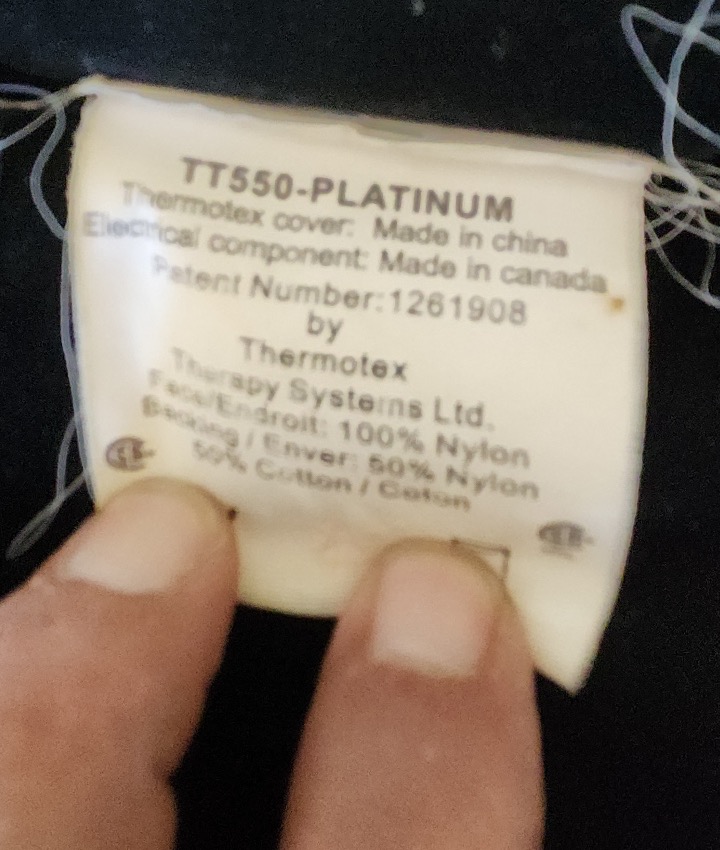 TT550-PLATINUM
Thermotex cover: Made in china
Electrical component: Made in canada
Patent Number:1261908
by
Thermotex
Therapy Systems Ltd.
Face/Endroit: 100% Nylon
Backing / Enver: 50% Nylon
50% Cotton / Coton